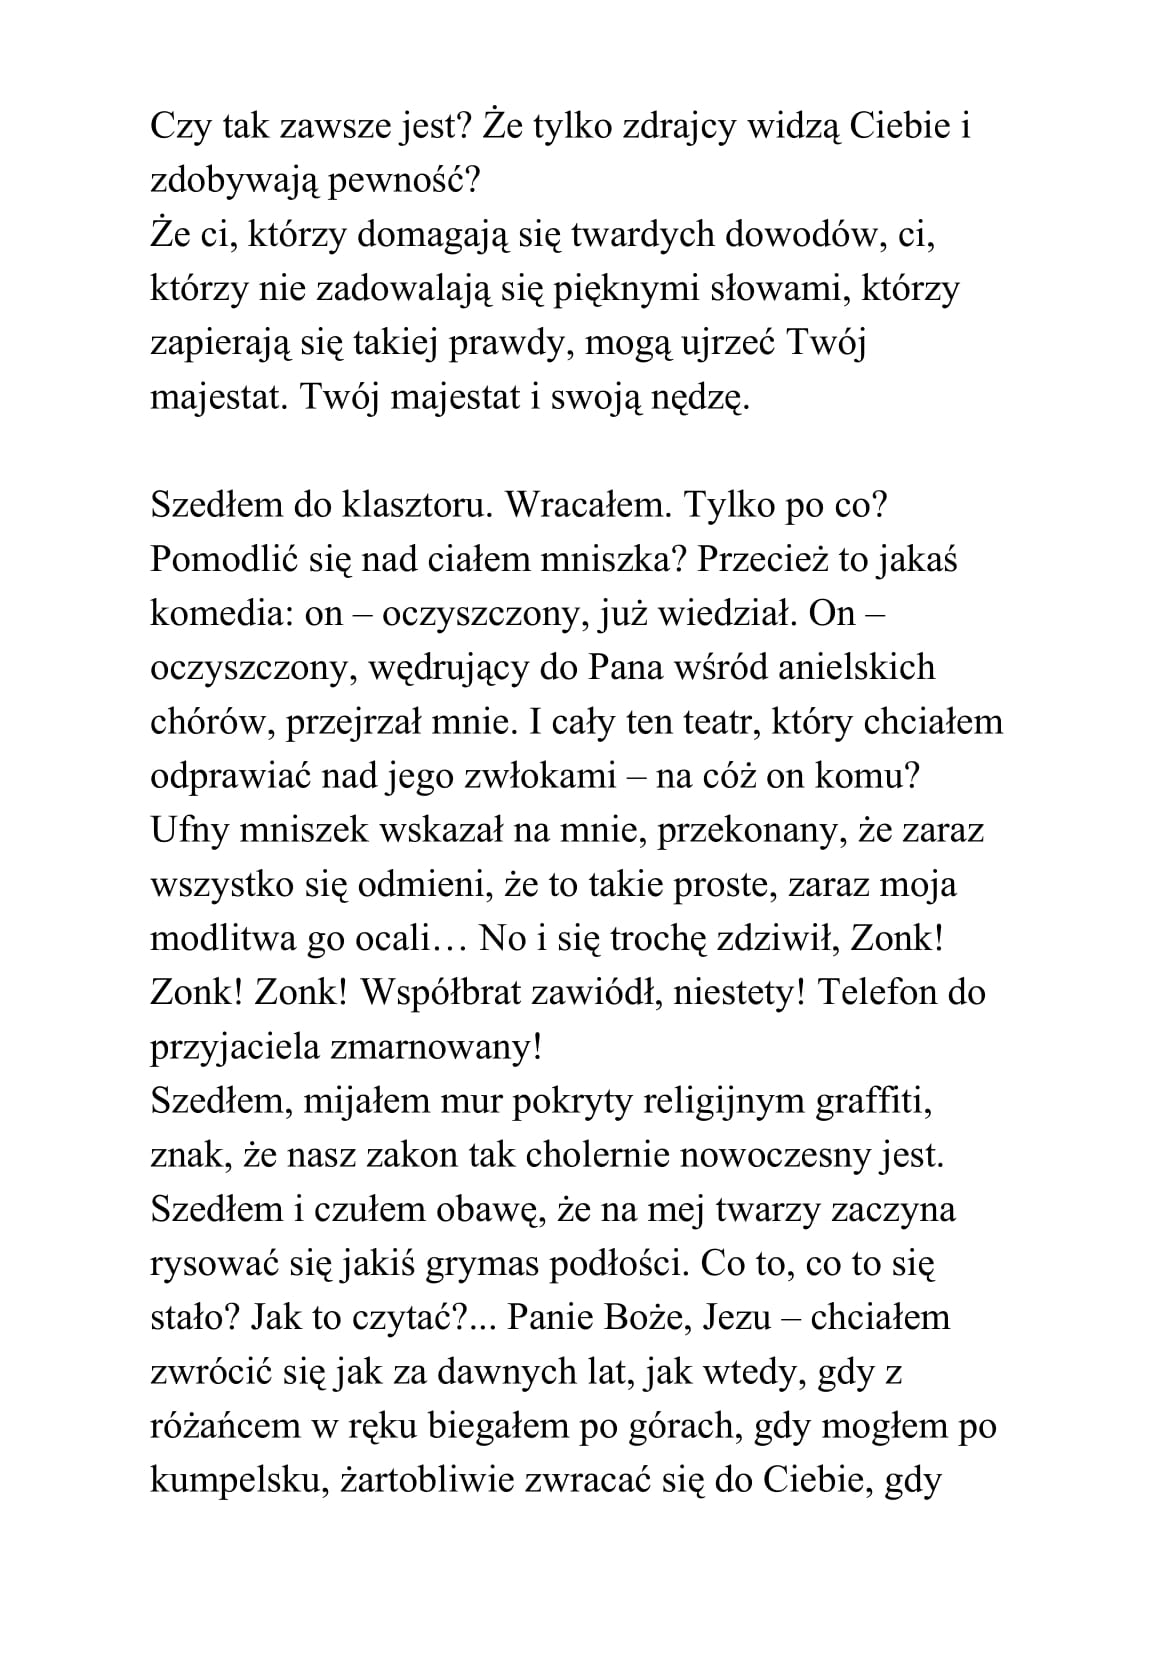 Czy tak zawsze jest? Że tylko zdrajcy widzą Ciebie i
zdobywają pewność?
Że ci, którzy domagają się twardych dowodów, ci,
którzy nie zadowalają się pięknymi słowami, którzy
zapierają się takiej prawdy, mogą ujrzeć Twój
majestat. Twój majestat i swoją nędzę.

Szedłem do klasztoru. Wracałem. Tylko po co?
Pomodlić się nad ciałem mniszka? Przecież to jakaś
komedia: on – oczyszczony, już wiedział. On –
oczyszczony, wędrujący do Pana wśród anielskich
chórów, przejrzał mnie. I cały ten teatr, który chciałem
odprawiać nad jego zwłokami – na cóż on komu?
Ufny mniszek wskazał na mnie, przekonany, że zaraz
wszystko się odmieni, że to takie proste, zaraz moja
modlitwa go ocali… No i się trochę zdziwił, Zonk!
Zonk! Zonk! Współbrat zawiódł, niestety! Telefon do
przyjaciela zmarnowany!
Szedłem, mijałem mur pokryty religijnym graffiti,
znak, że nasz zakon tak cholernie nowoczesny jest.
Szedłem i czułem obawę, że na mej twarzy zaczyna
rysować się jakiś grymas podłości. Co to, co to się
stało? Jak to czytać?... Panie Boże, Jezu – chciałem
zwrócić się jak za dawnych lat, jak wtedy, gdy z
różańcem w ręku biegałem po górach, gdy mogłem po
kumpelsku, żartobliwie zwracać się do Ciebie, gdy